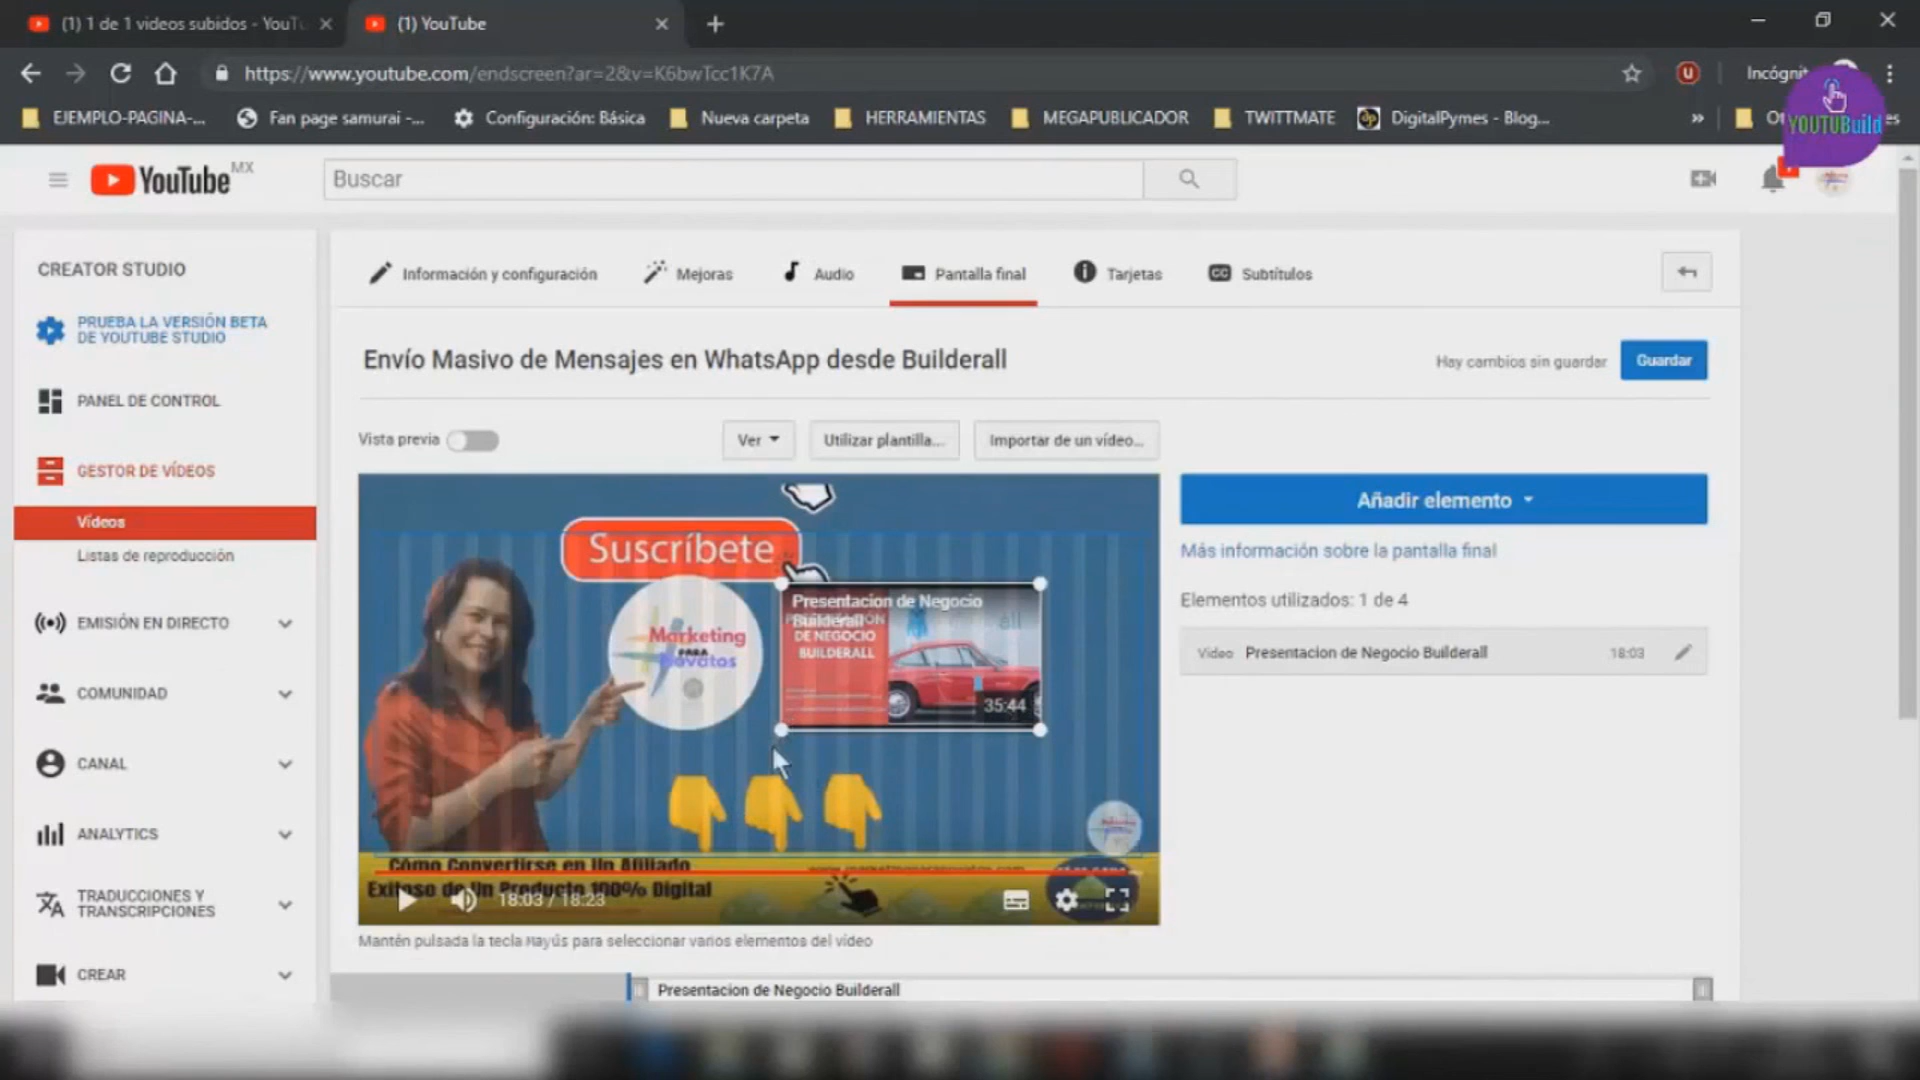 (1) 1 de 1 videos subidos - YouTu
(1) YouTube
https://www.youtube.com/endscreen?ar=2&v=K6bwTcc1K7A
Incógnit
EJEMPLO-PAGINA-...
Fan page samurai -...
Configuración: Básica
Nueva carpeta
HERRAMIENTAS
MEGAPUBLICADOR
TWITTMATE
DigitalPymes - Blog...
»
YOUTUBuild
YouTube MX
Buscar
CREATOR STUDIO
PRUEBA LA VERSIÓN BETA
DE YOUTUBE STUDIO
PANEL DE CONTROL
GESTOR DE VÍDEOS
Vídeos
Listas de reproducción
EMISIÓN EN DIRECTO
COMUNIDAD
CANAL
ANALYTICS
TRADUCCIONES Y
TRANSCRIPCIONES
CREAR
Información y configuración
Mejoras
Audio
Pantalla final
Tarjetas
CC Subtítulos
Envío Masivo de Mensajes en WhatsApp desde Builderall
Hay cambios sin guardar
Guardar
Vista previa
Ver
Utilizar plantilla...
Importar de un vídeo...
Suscríbete
Marketing
PARA
Novatos
Presentacion de Negocio
Builderall
DE NEGOCIO
BUILDERALL
35:44
Cómo Convertirse en Un Afiliado
Exitoso de Un Producto 100% Digital
18:03 / 18:23
Mantén pulsada la tecla Mayús para seleccionar varios elementos del vídeo
Añadir elemento
Más información sobre la pantalla final
Elementos utilizados: 1 de 4
Vídeo Presentacion de Negocio Builderall 18:03
Presentacion de Negocio Builderall